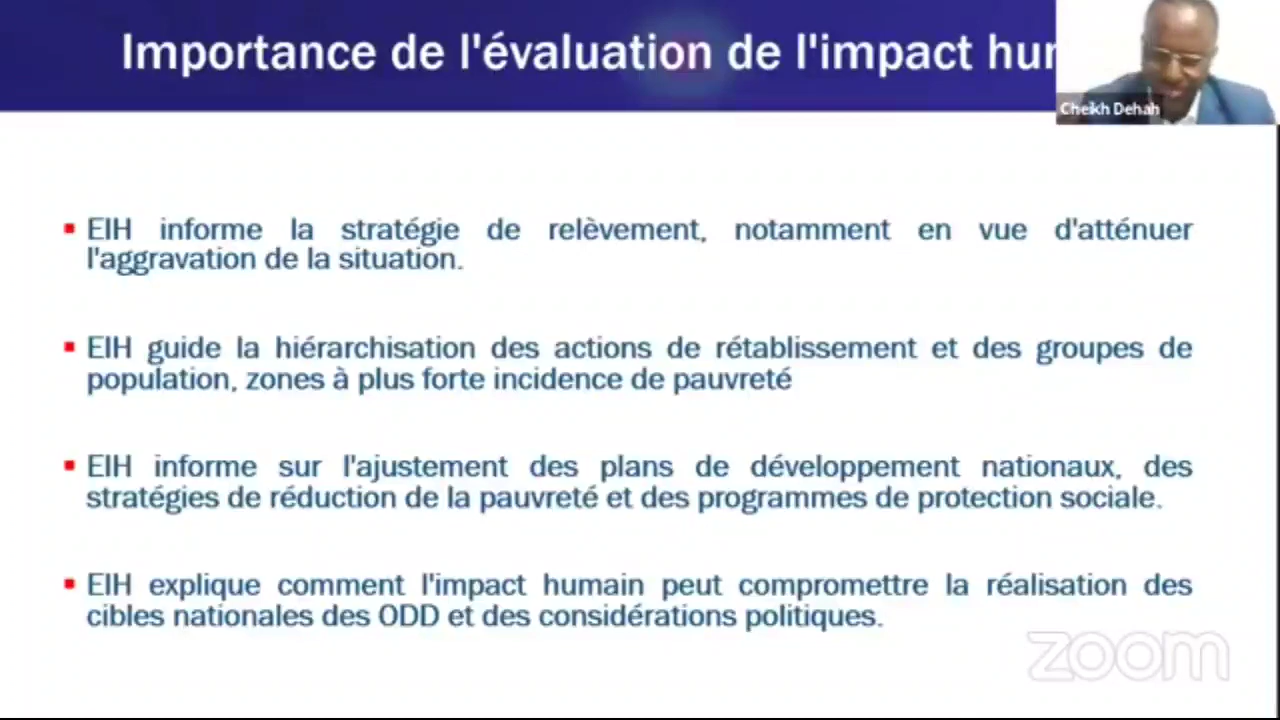 Importance de l'évaluation de l'impact hu
Cheikh Dehah
EIH informe la stratégie de relèvement, notamment en vue d'atténuer
l'aggravation de la situation.
EIH guide la hiérarchisation des actions de rétablissement et des groupes de
population, zones à plus forte incidence de pauvreté
EIH informe sur l'ajustement des plans de développement nationaux, des
stratégies de réduction de la pauvreté et des programmes de protection sociale.
EIH explique comment l'impact humain peut compromettre la réalisation des
cibles nationales des ODD et des considérations politiques.
zoom